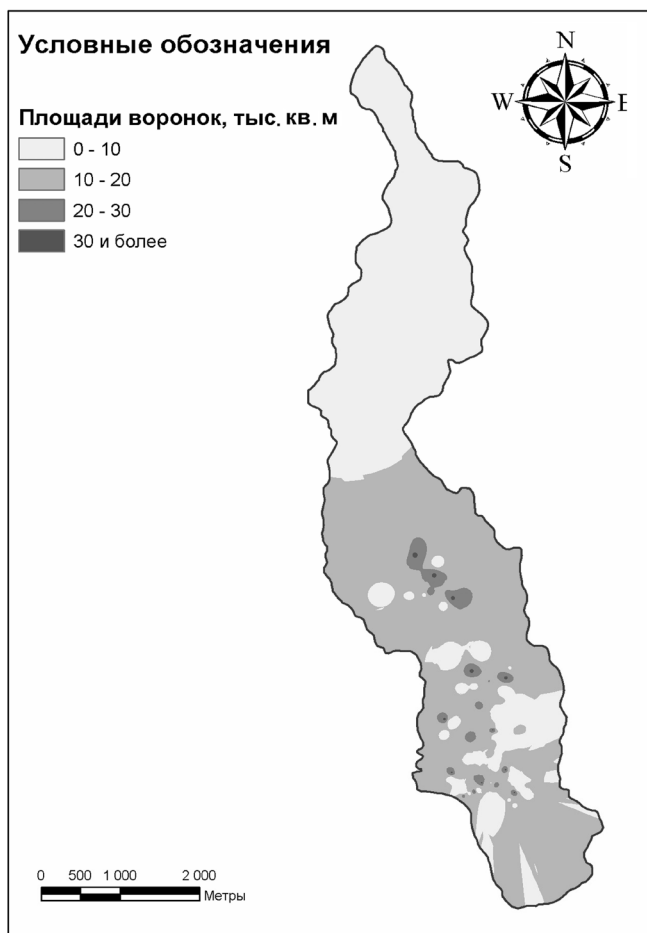 Условные обозначения
Площади воронок, тыс. кв. м
0 - 10
10 - 20
20 - 30
30 и более
N
W E
S
0 500 1 000 2 000
Метры